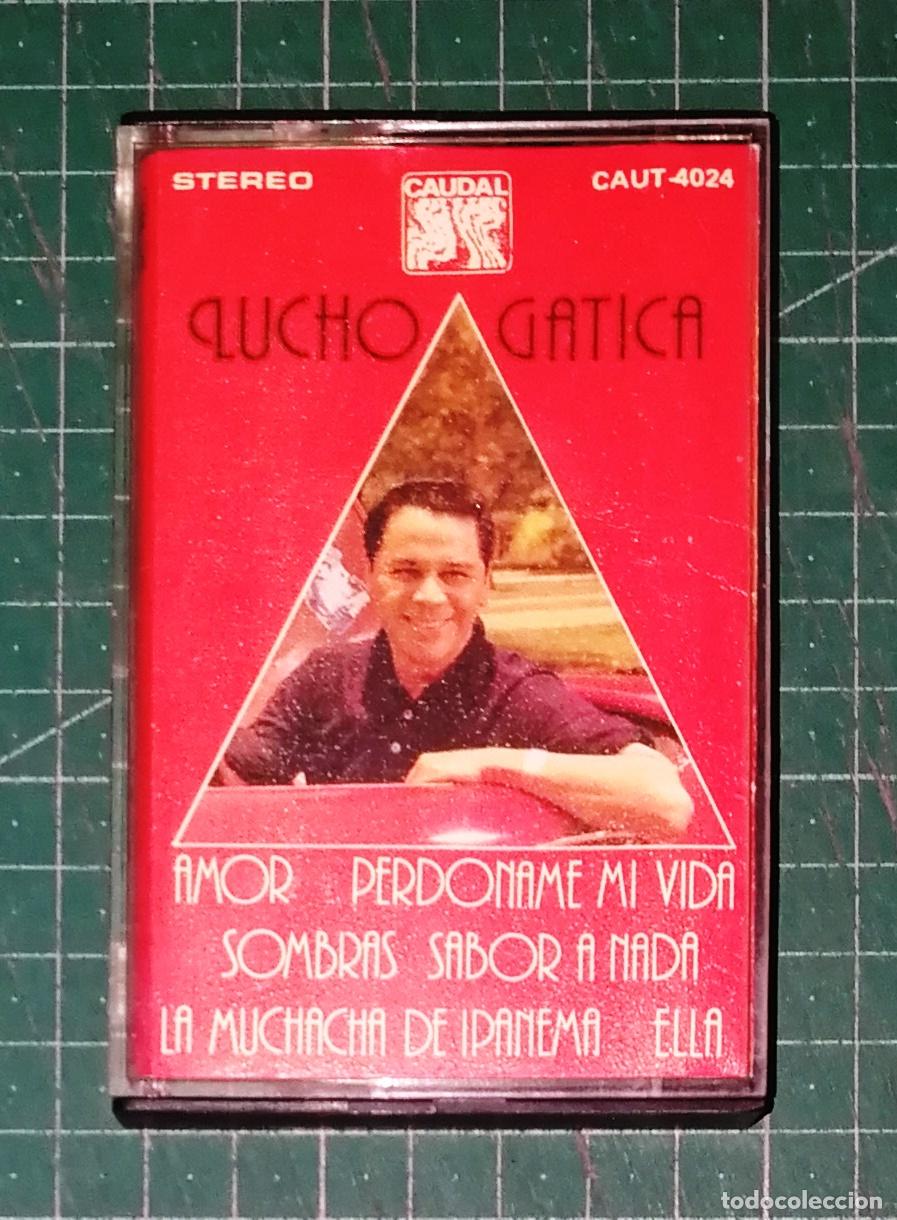 STEREO CAUDAL CAUT-4024
LUCHO GATICA
AMOR PERDONAME MI VIDA
SOMBRAS SABOR A NADA
LA MUCHACHA DE IPANEMA ELLA
todocoleccion